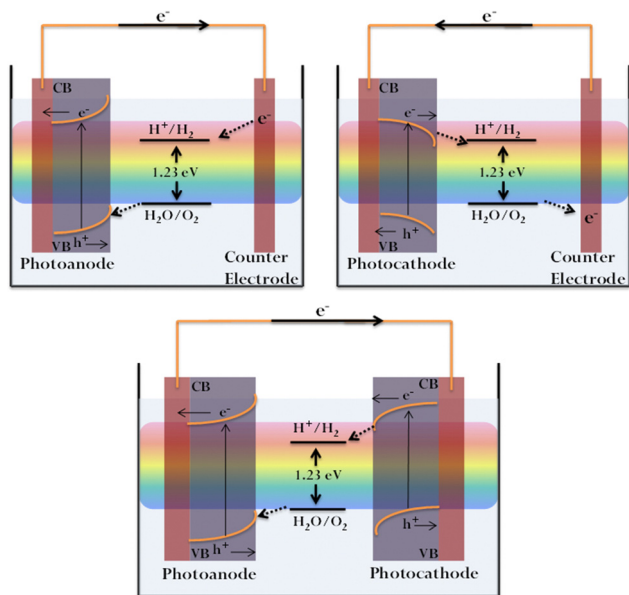 e⁻
CB
e⁻
VB
h⁺
Photoanode
H⁺/H₂
1.23 eV
H₂O/O₂
e⁻
Counter
Electrode
e⁻
CB
e⁻
h⁺
VB
Photocathode
H⁺/H₂
1.23 eV
H₂O/O₂
e⁻
Counter
Electrode
e⁻
CB
e⁻
VB
h⁺
Photoanode
H⁺/H₂
1.23 eV
H₂O/O₂
CB
e⁻
h⁺
VB
Photocathode